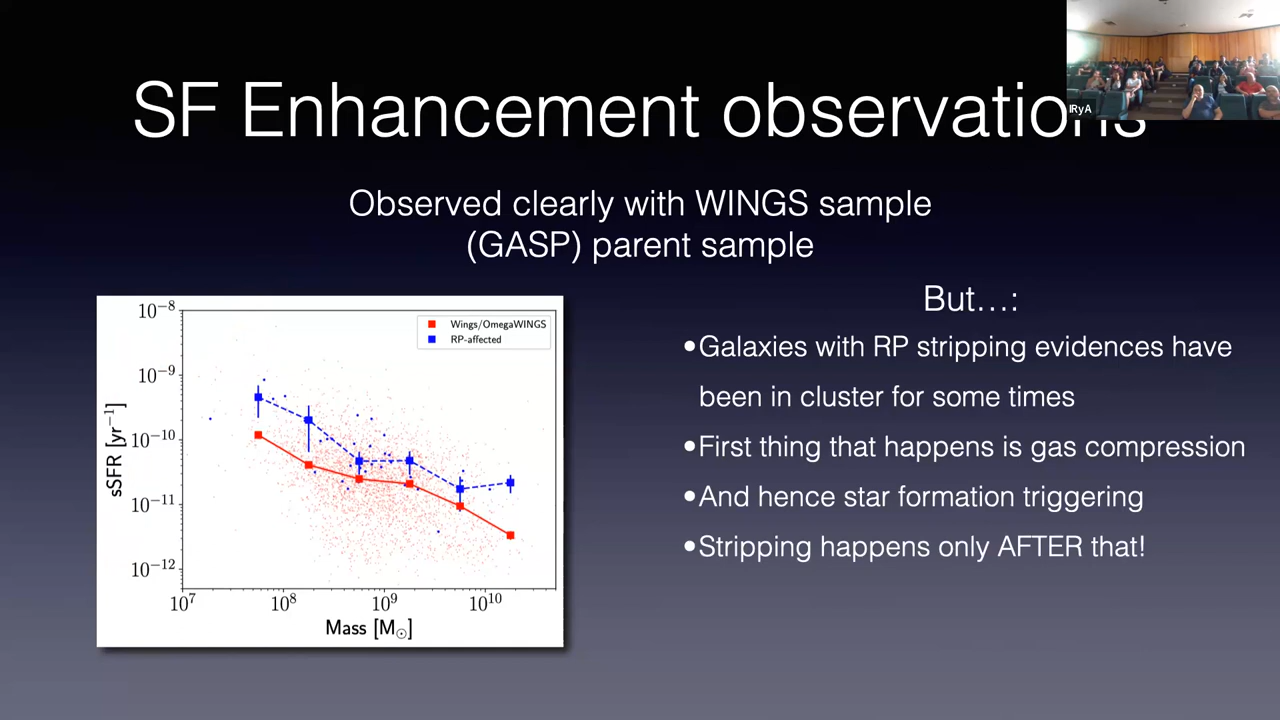 SF Enhancement observations
IRyA
Observed clearly with WINGS sample
(GASP) parent sample
10⁻⁸
10⁻⁹
10⁻¹⁰
10⁻¹¹
10⁻¹²
sSFR [yr⁻¹]
Wings/OmegaWINGS
RP-affected
10⁷
10⁸
10⁹
10¹⁰
Mass [M☉]
But…:
•Galaxies with RP stripping evidences have
been in cluster for some times
•First thing that happens is gas compression
•And hence star formation triggering
•Stripping happens only AFTER that!